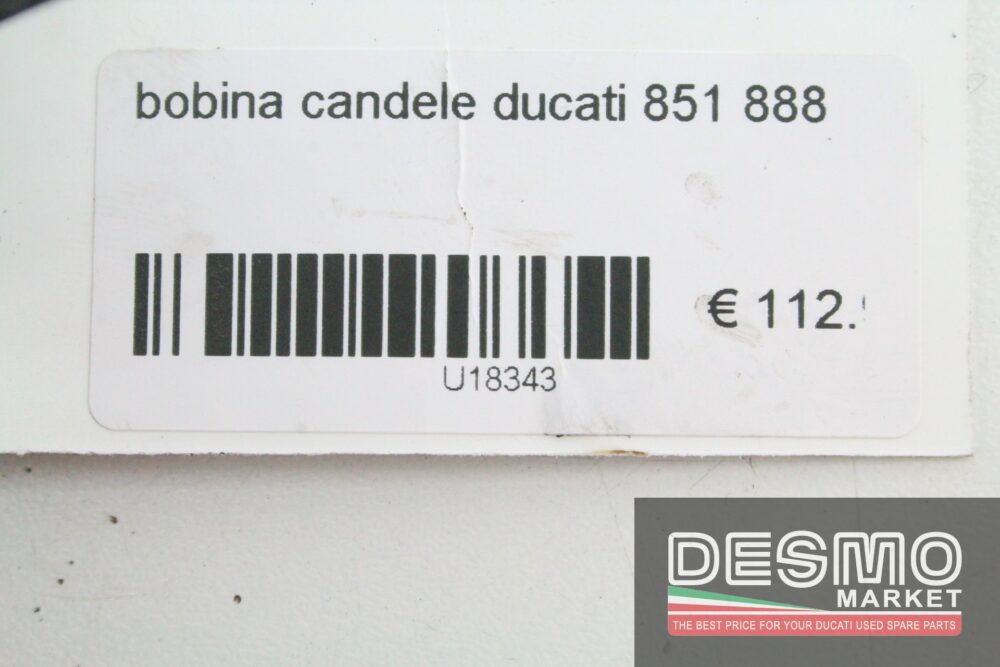 bobina candele ducati 851 888
€ 112.
U18343
DESMO
MARKET
THE BEST PRICE FOR YOUR DUCATI USED SPARE PARTS